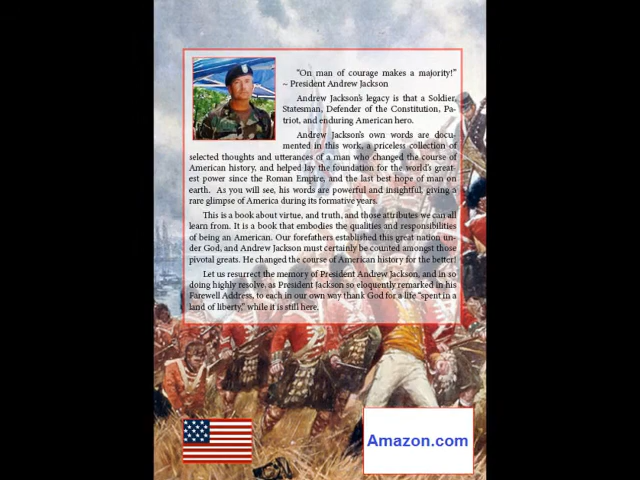 "On man of courage makes a majority!"
~ President Andrew Jackson
Andrew Jackson's legacy is that a Soldier,
Statesman, Defender of the Constitution, Pa-
triot, and enduring American hero.
Andrew Jackson's own words are docu-
mented in this work, a priceless collection of
selected thoughts and utterances of a man who changed the course of
American history, and helped lay the foundation for the world's great-
est power since the Roman Empire, and the last best hope of man on
earth. As you will see, his words are powerful and insightful, giving a
rare glimpse of America during its formative years.
This is a book about virtue, and truth, and those attributes we can all
learn from. It is a book that embodies the qualities and responsibilities
of being an American. Our forefathers established this great nation un-
der God, and Andrew Jackson must certainly be counted amongst those
pivotal greats. He changed the course of American history for the better!
Let us resurrect the memory of President Andrew Jackson, and in so
doing highly resolve, as President Jackson so eloquently remarked in his
Farewell Address, to each in our own way thank God for a life "spent in a
land of liberty," while it is still here.
Amazon.com